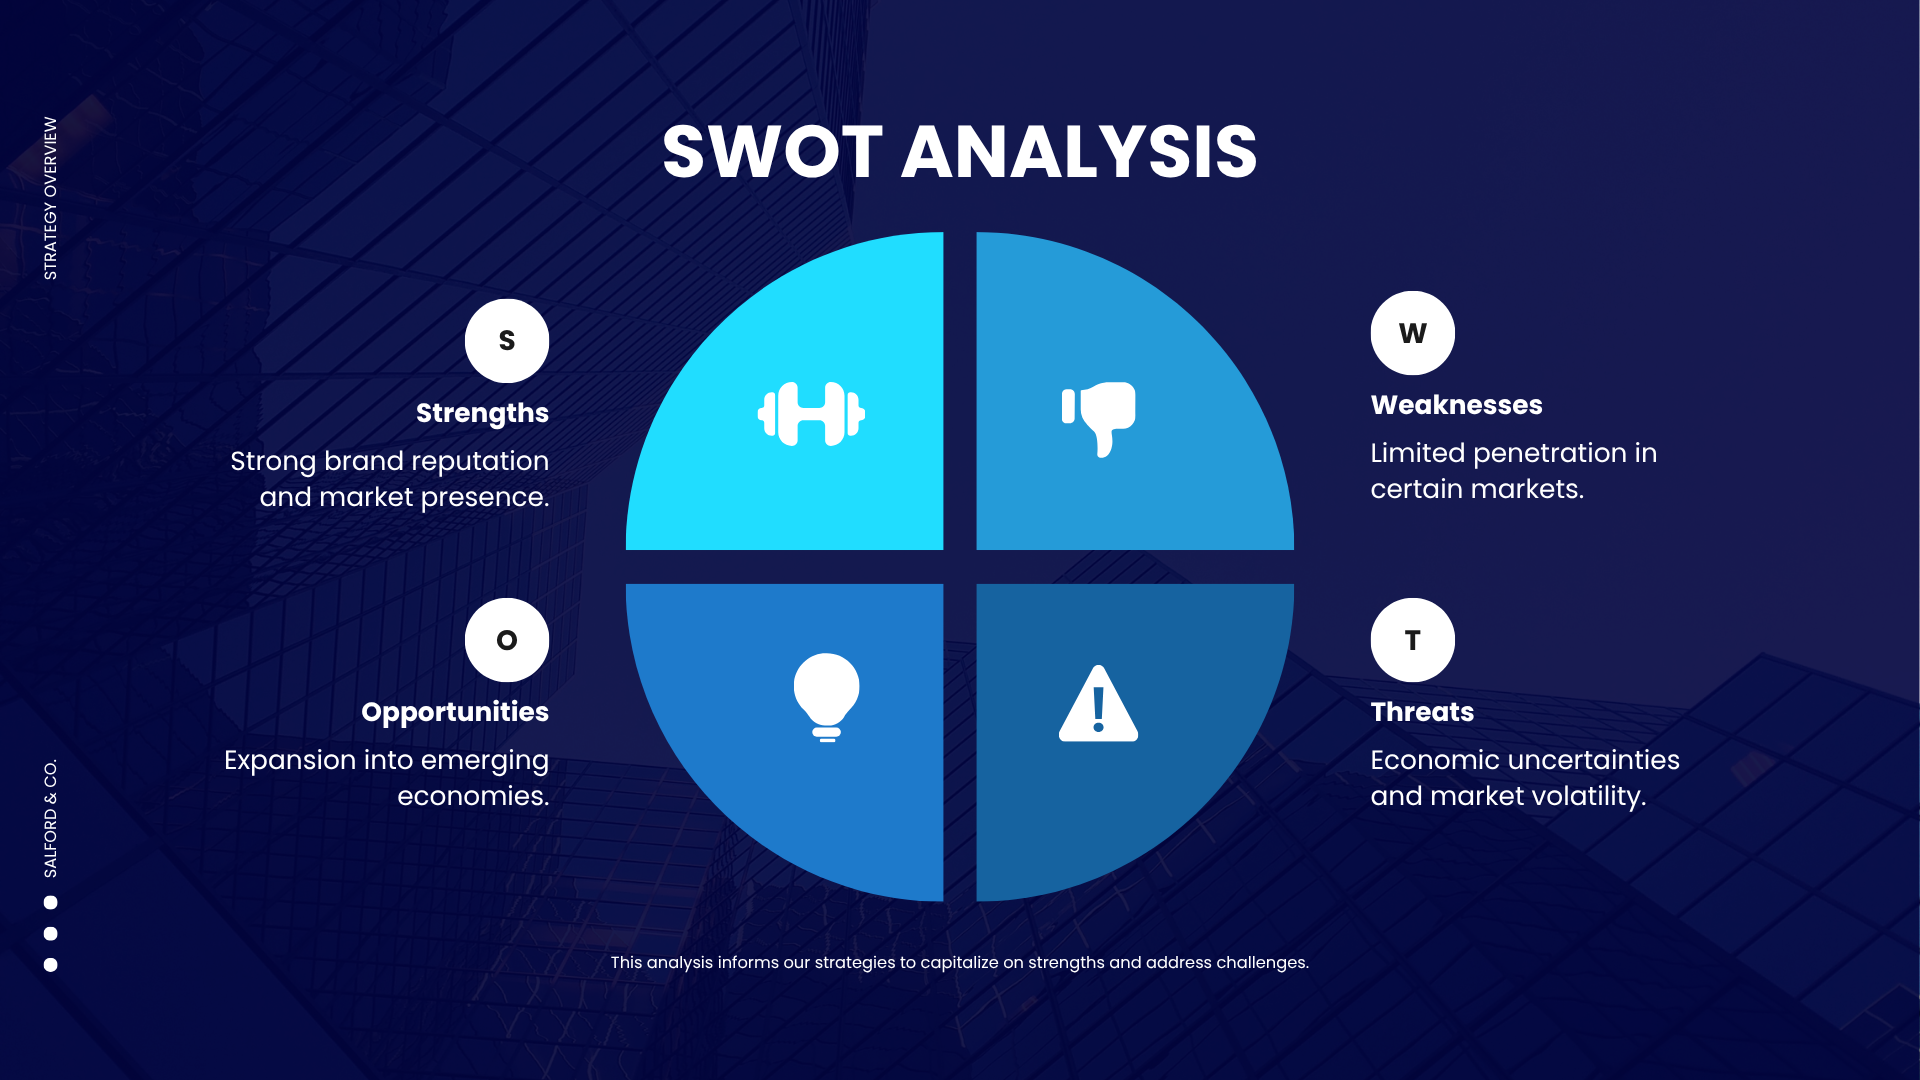 STRATEGY OVERVIEW
SWOT ANALYSIS
S
Strengths
Strong brand reputation
and market presence.
W
Weaknesses
Limited penetration in
certain markets.
O
Opportunities
Expansion into emerging
economies.
T
Threats
Economic uncertainties
and market volatility.
SALFORD & CO.
This analysis informs our strategies to capitalize on strengths and address challenges.